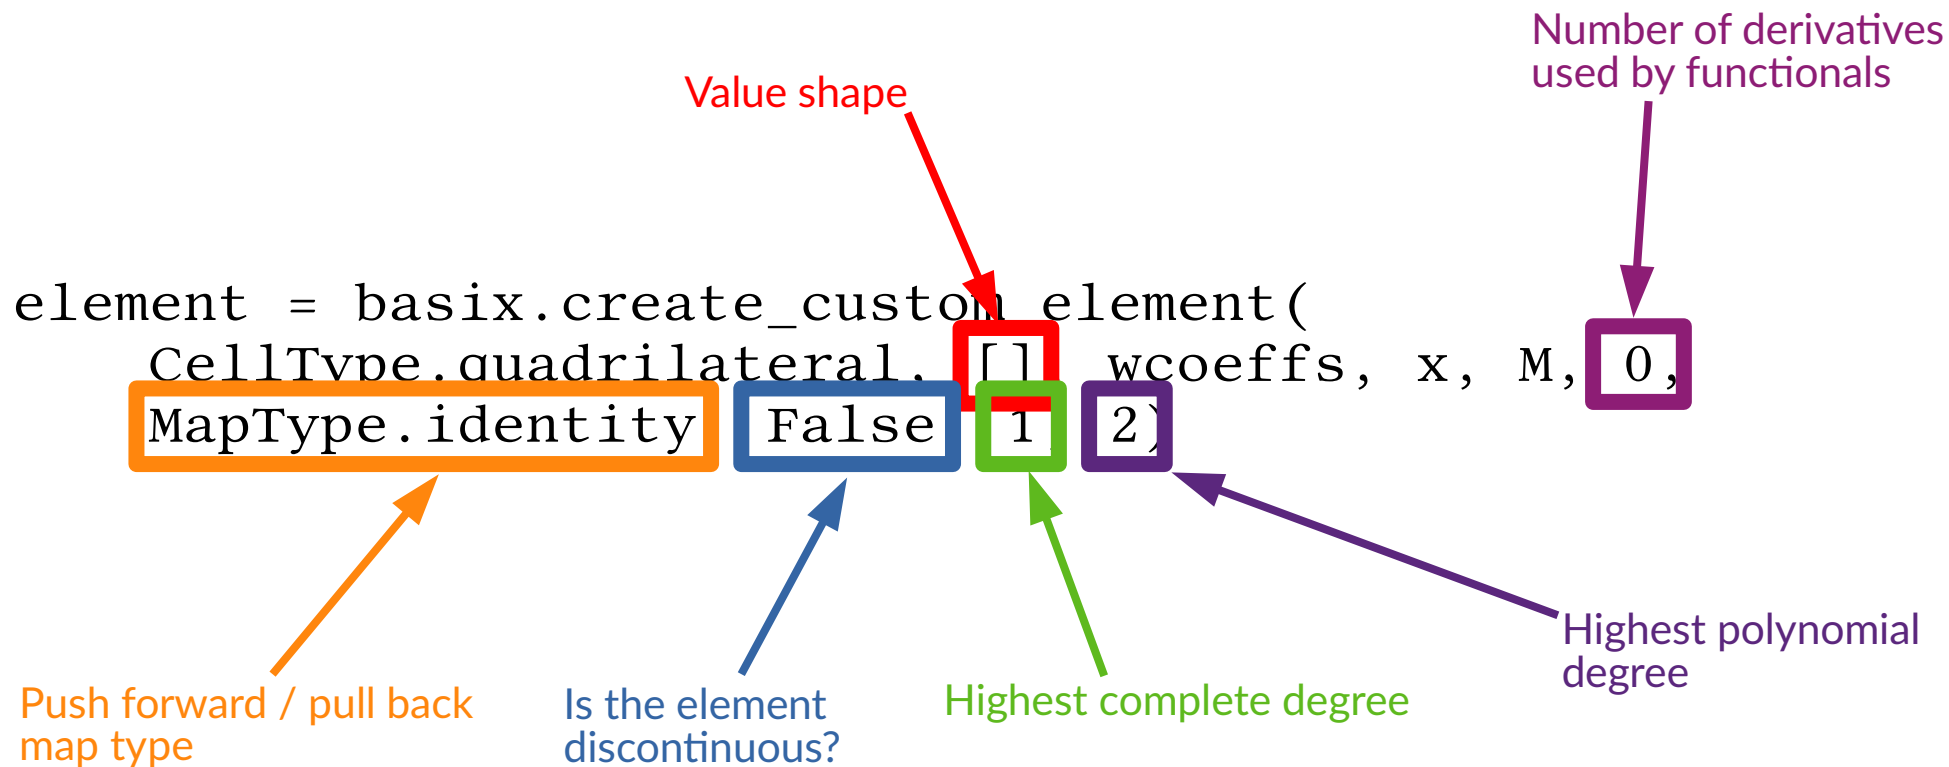 Number of derivatives
used by functionals
Value shape
element = basix.create_custom_element(
CellType.quadrilateral, [] wcoeffs, x, M, 0,
MapType.identity False 1 2)
Push forward / pull back
map type
Is the element
discontinuous?
Highest complete degree
Highest polynomial
degree